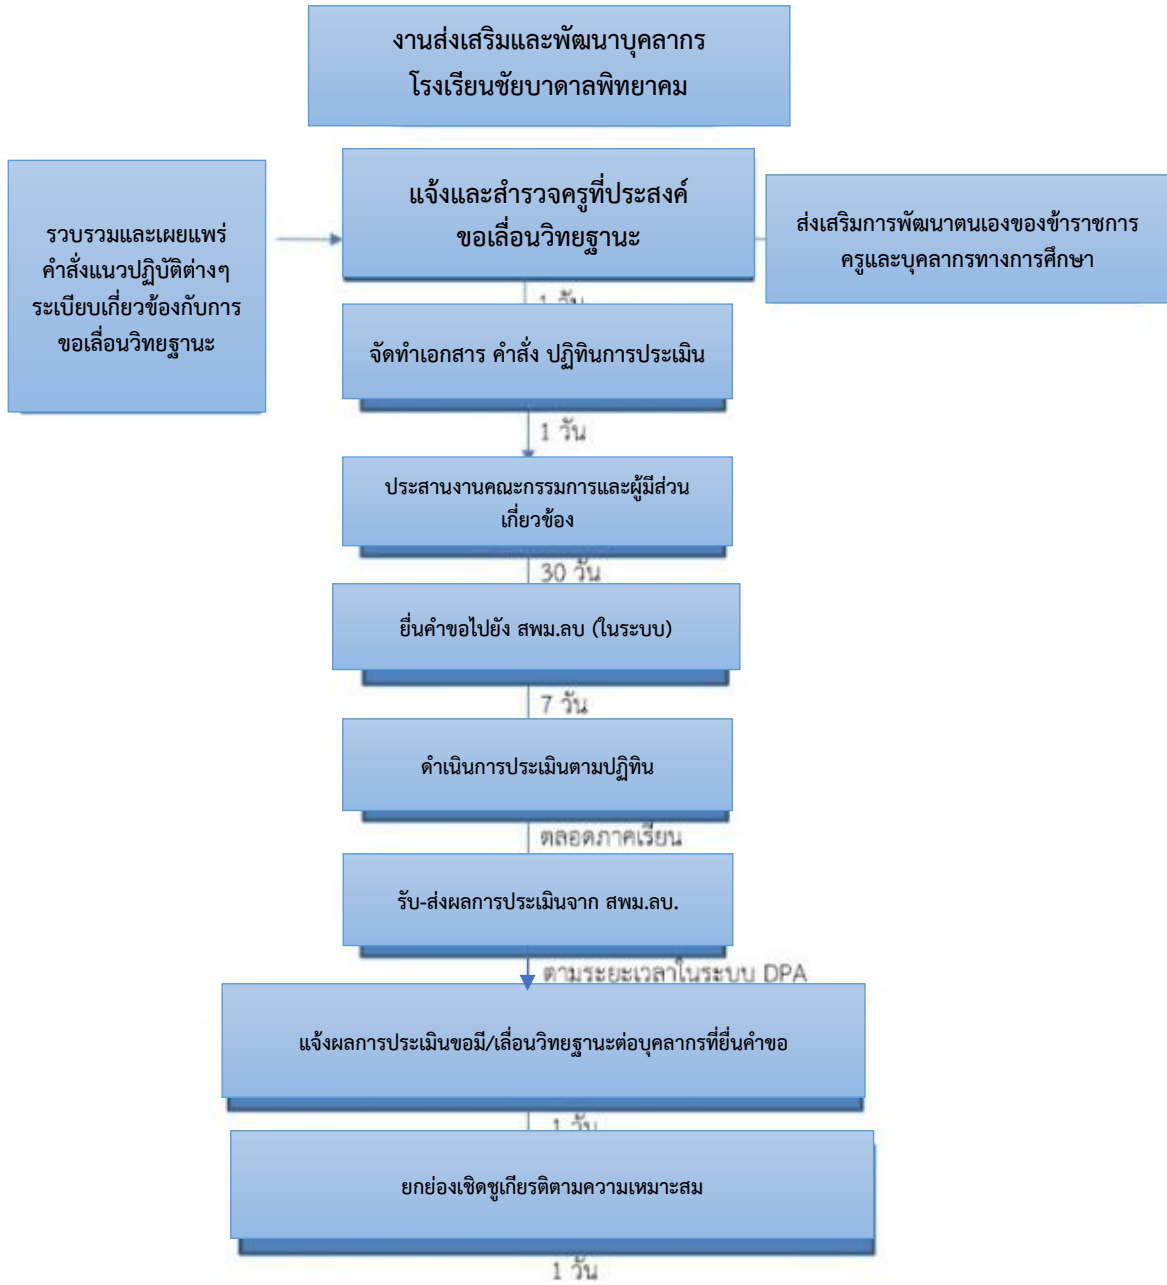 งานส่งเสริมและพัฒนาบุคลากร
โรงเรียนชัยบาดาลพิทยาคม
รวบรวมและเผยแพร่
คำสั่งแนวปฏิบัติต่างๆ
ระเบียบเกี่ยวข้องกับการ
ขอเลื่อนวิทยฐานะ
แจ้งและสำรวจครูที่ประสงค์
ขอเลื่อนวิทยฐานะ
ส่งเสริมการพัฒนาตนเองของข้าราชการ
ครูและบุคลากรทางการศึกษา
1 วัน
จัดทำเอกสาร คำสั่ง ปฏิทินการประเมิน
1 วัน
ประสานงานคณะกรรมการและผู้มีส่วน
เกี่ยวข้อง
30 วัน
ยื่นคำขอไปยัง สพม.ลบ (ในระบบ)
7 วัน
ดำเนินการประเมินตามปฏิทิน
ตลอดภาคเรียน
รับ-ส่งผลการประเมินจาก สพม.ลบ.
ตามระยะเวลาในระบบ DPA
แจ้งผลการประเมินขอมี/เลื่อนวิทยฐานะต่อบุคลากรที่ยื่นคำขอ
1 วัน
ยกย่องเชิดชูเกียรติตามความเหมาะสม
1 วัน